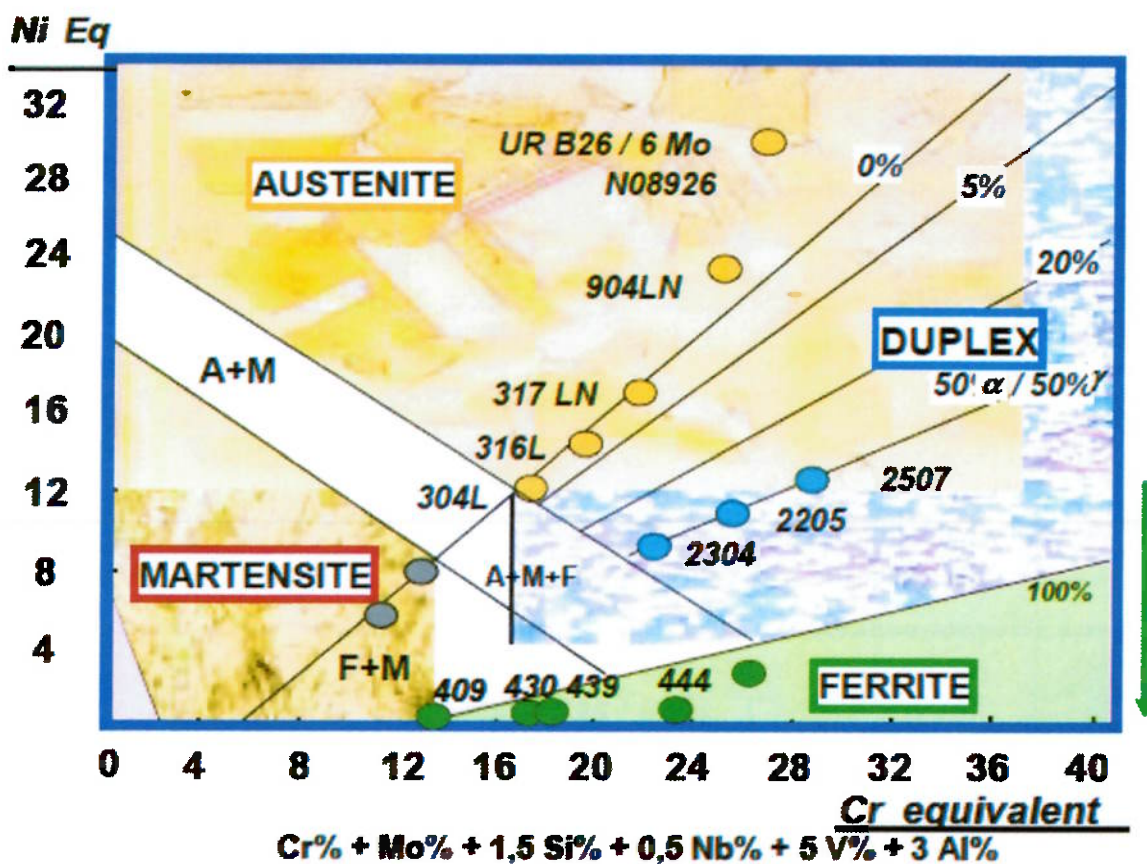 Ni Eq
32
UR B26 / 6 Mo
0%
28
AUSTENITE
N08926
5%
24
904LN
20%
20
DUPLEX
A+M
317 LN
50% α / 50%γ
16
316L
12
304L
2507
2205
8
MARTENSITE
A+M+F
2304
100%
4
F+M
409 430 439 444
FERRITE
0 4 8 12 16 20 24 28 32 36 40
Cr equivalent
Cr% + Mo% + 1,5 Si% + 0,5 Nb% + 5 V% + 3 Al%